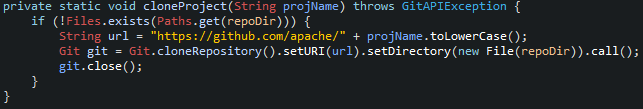 private static void cloneProject(String projName) throws GitAPIException {
    if (!Files.exists(Paths.get(repoDir))) {
        String url = "https://github.com/apache/" + projName.toLowerCase();
        Git git = Git.cloneRepository().setURI(url).setDirectory(new File(repoDir)).call();
        git.close();
    }
}